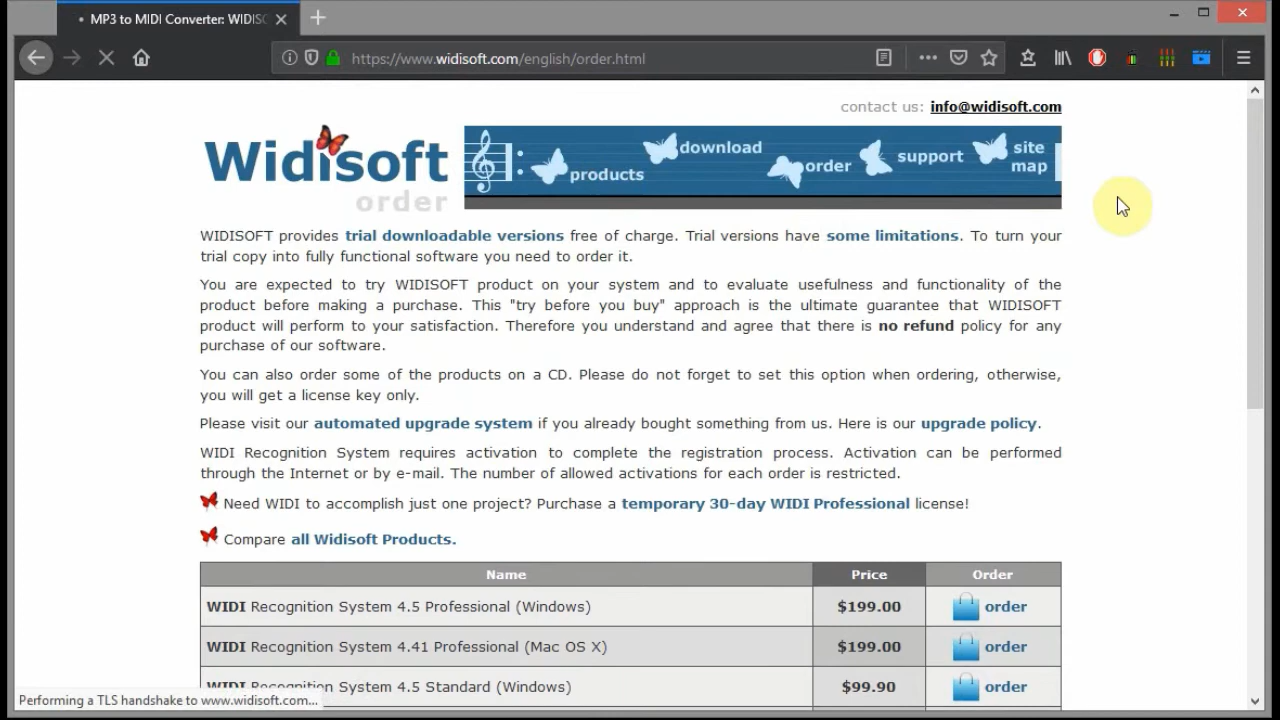 MP3 to MIDI Converter: WIDISO
https://www.widisoft.com/english/order.html
contact us: info@widisoft.com
Widisoft
order
products
download
order
support
site
map
WIDISOFT provides trial downloadable versions free of charge. Trial versions have some limitations. To turn your
trial copy into fully functional software you need to order it.
You are expected to try WIDISOFT product on your system and to evaluate usefulness and functionality of the
product before making a purchase. This "try before you buy" approach is the ultimate guarantee that WIDISOFT
product will perform to your satisfaction. Therefore you understand and agree that there is no refund policy for any
purchase of our software.
You can also order some of the products on a CD. Please do not forget to set this option when ordering, otherwise,
you will get a license key only.
Please visit our automated upgrade system if you already bought something from us. Here is our upgrade policy.
WIDI Recognition System requires activation to complete the registration process. Activation can be performed
through the Internet or by e-mail. The number of allowed activations for each order is restricted.
Need WIDI to accomplish just one project? Purchase a temporary 30-day WIDI Professional license!
Compare all Widisoft Products.
Name Price Order
WIDI Recognition System 4.5 Professional (Windows) $199.00 order
WIDI Recognition System 4.41 Professional (Mac OS X) $199.00 order
WIDI Recognition System 4.5 Standard (Windows) $99.90 order
Performing a TLS handshake to www.widisoft.com...